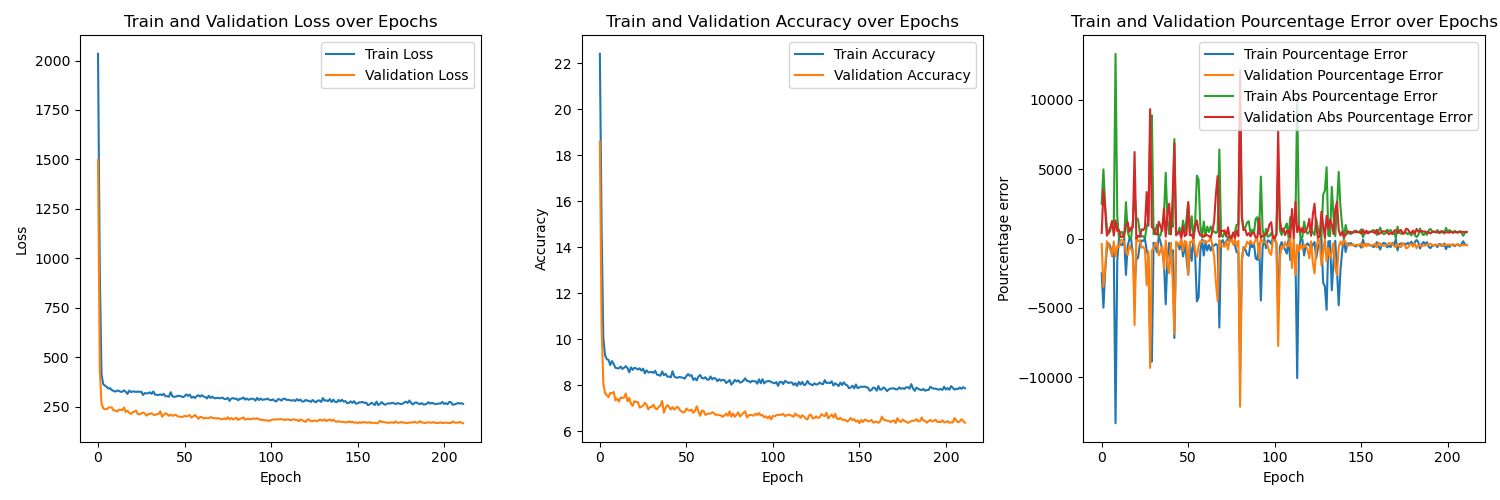 Train and Validation Loss over Epochs
Train Loss
Validation Loss
2000
1750
1500
1250
1000
750
500
250
Loss
0
50
100
150
200
Epoch
Train and Validation Accuracy over Epochs
Train Accuracy
Validation Accuracy
22
20
18
16
14
12
10
8
6
Accuracy
0
50
100
150
200
Epoch
Train and Validation Pourcentage Error over Epochs
Train Pourcentage Error
Validation Pourcentage Error
Train Abs Pourcentage Error
Validation Abs Pourcentage Error
10000
5000
0
−5000
−10000
Pourcentage error
0
50
100
150
200
Epoch